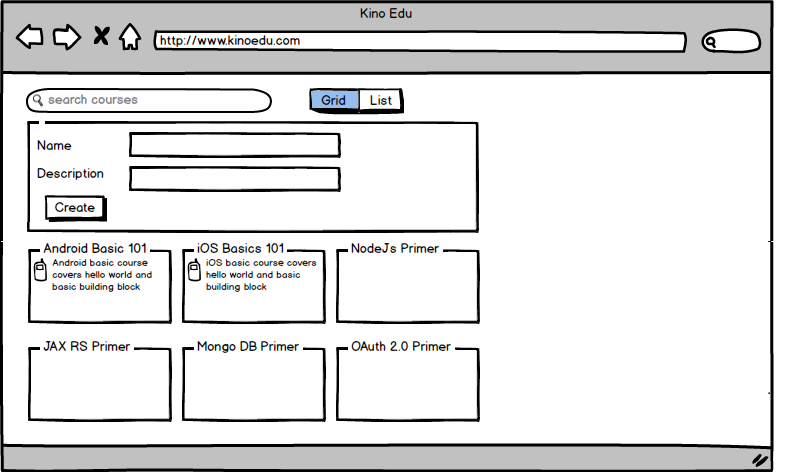 Kino Edu
http://www.kinoedu.com
search courses
Grid List
Name
Description
Create
Android Basic 101
Android basic course
covers hello world and
basic building block
iOS Basics 101
iOS basic course covers
hello world and basic
building block
NodeJs Primer
JAX RS Primer
Mongo DB Primer
OAuth 2.0 Primer